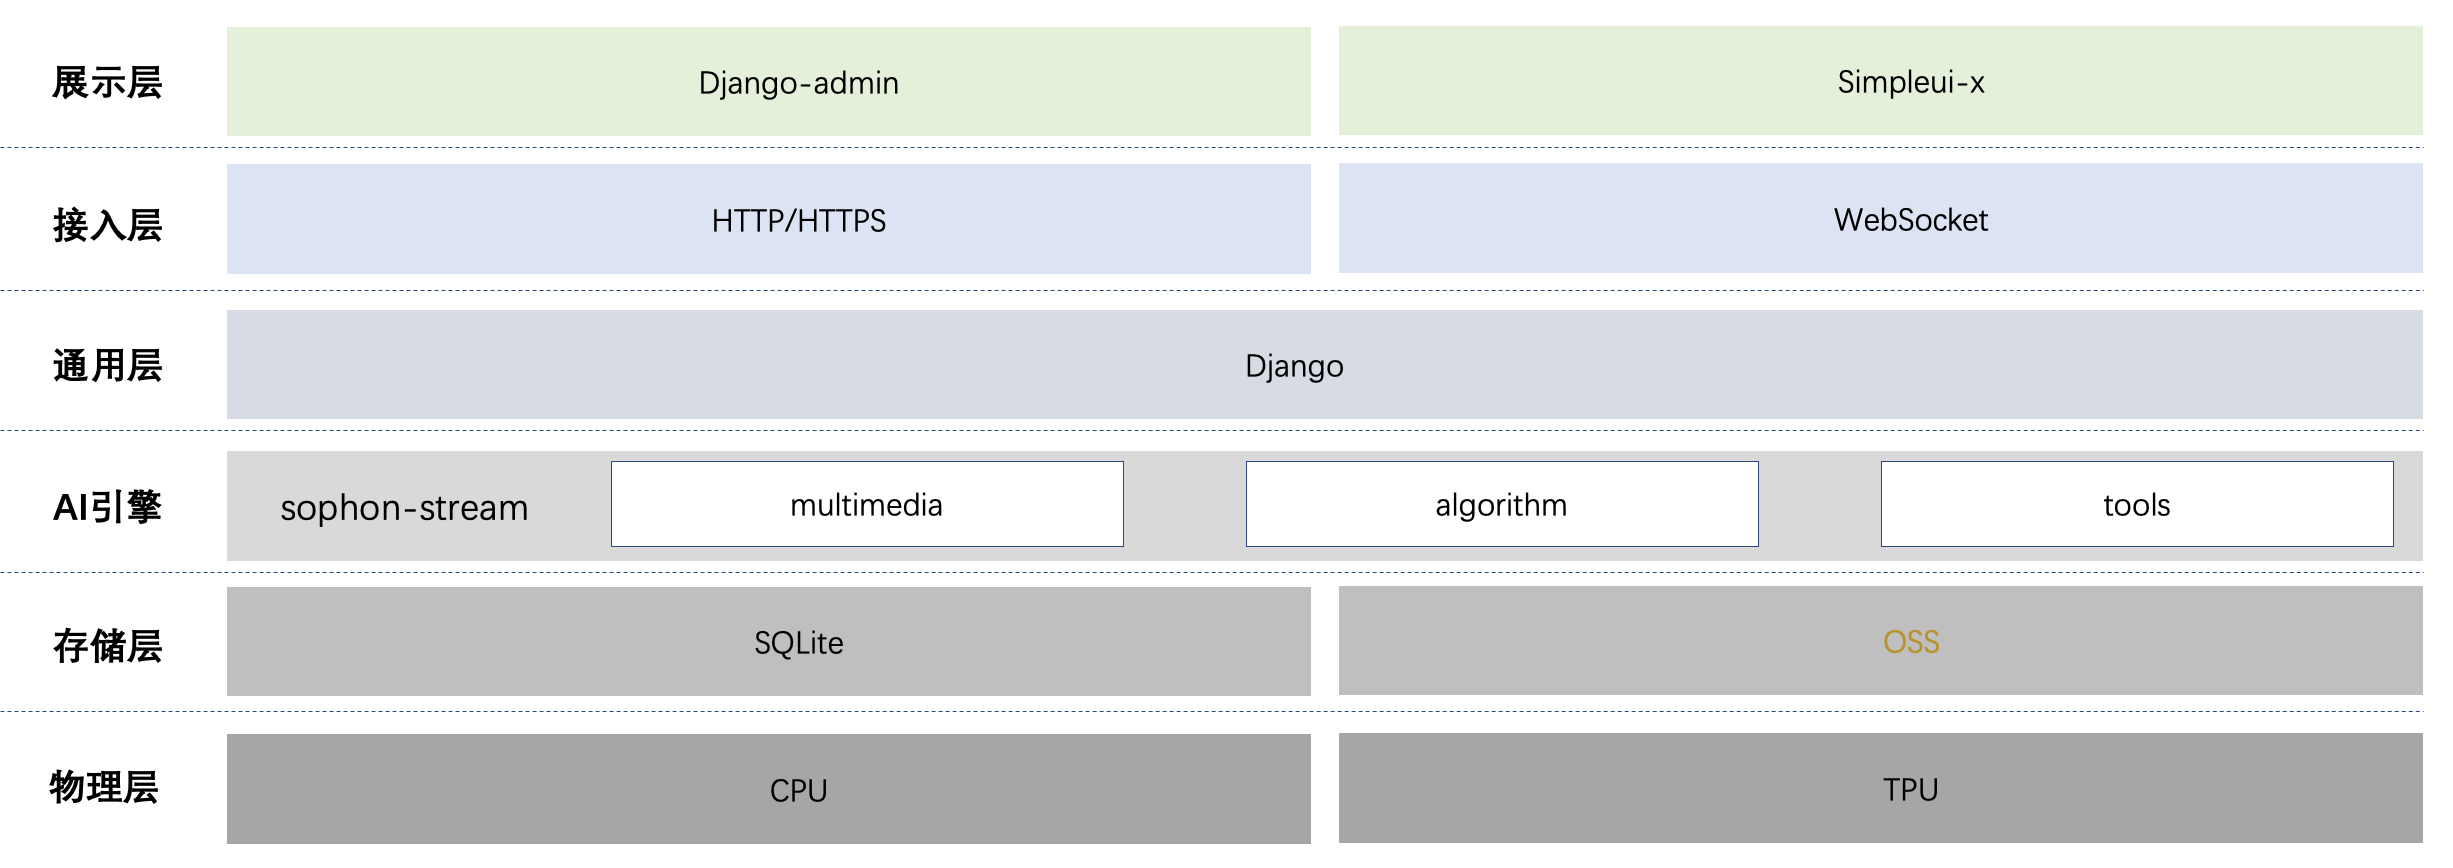 展示层
Django-admin
Simpleui-x
接入层
HTTP/HTTPS
WebSocket
通用层
Django
AI引擎
sophon-stream
multimedia
algorithm
tools
存储层
SQLite
OSS
物理层
CPU
TPU